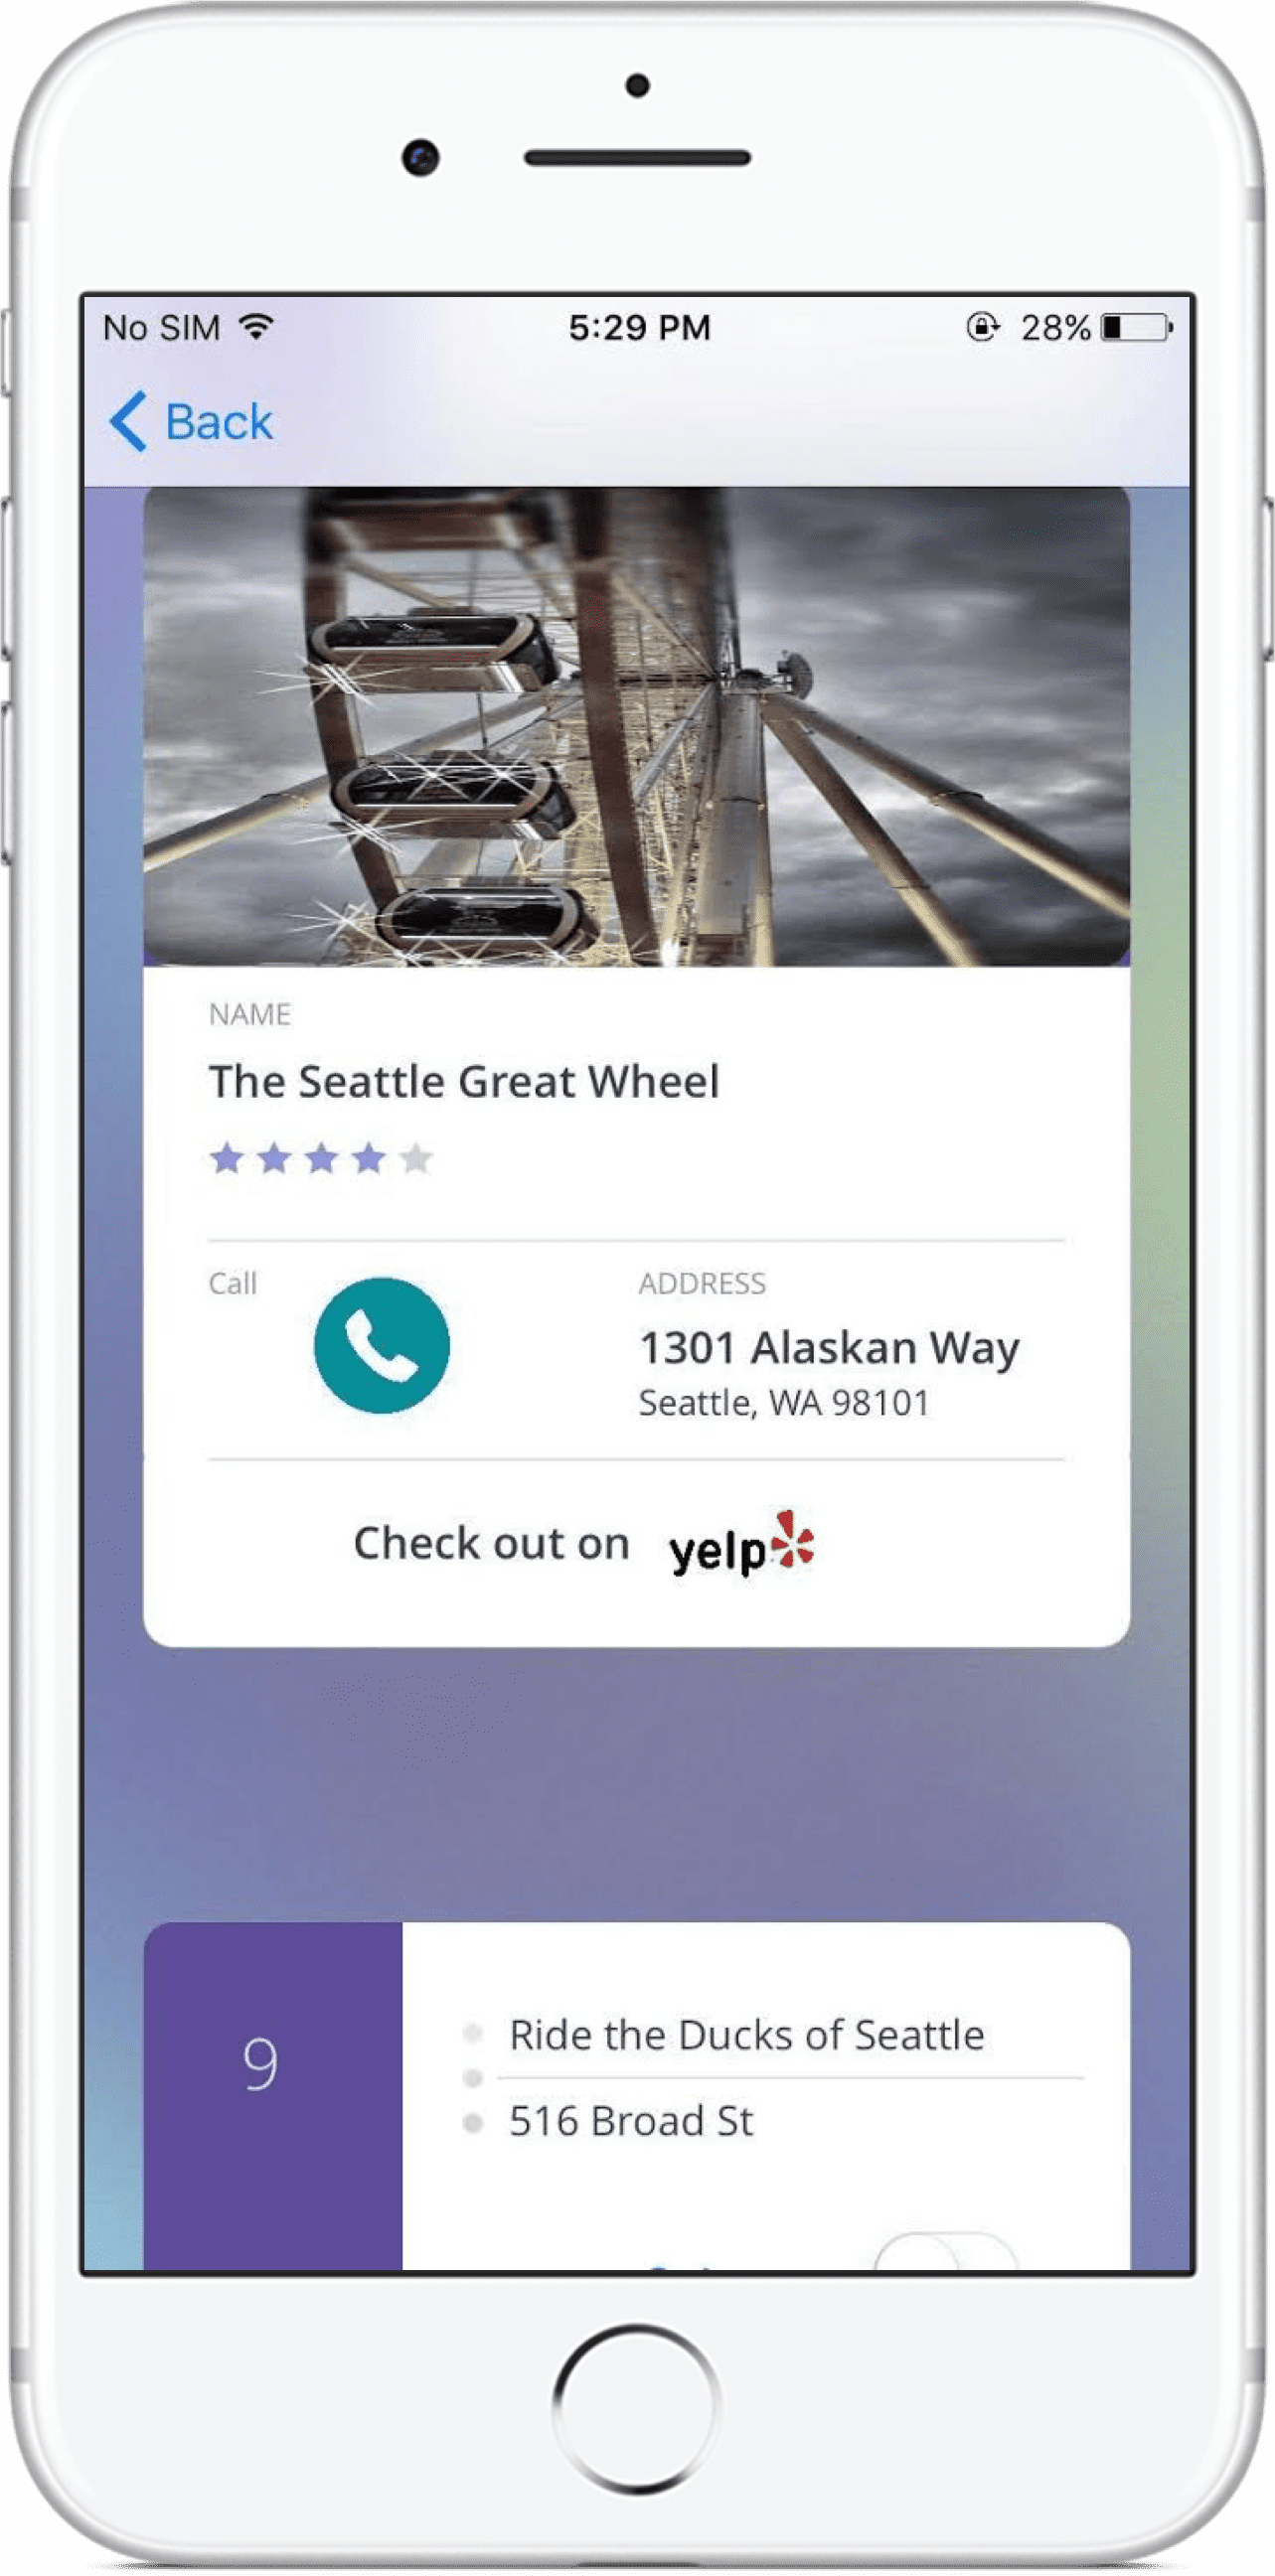 No SIM 5:29 PM 28%
Back
NAME
The Seattle Great Wheel
Call
ADDRESS
1301 Alaskan Way
Seattle, WA 98101
Check out on yelp
9
Ride the Ducks of Seattle
516 Broad St